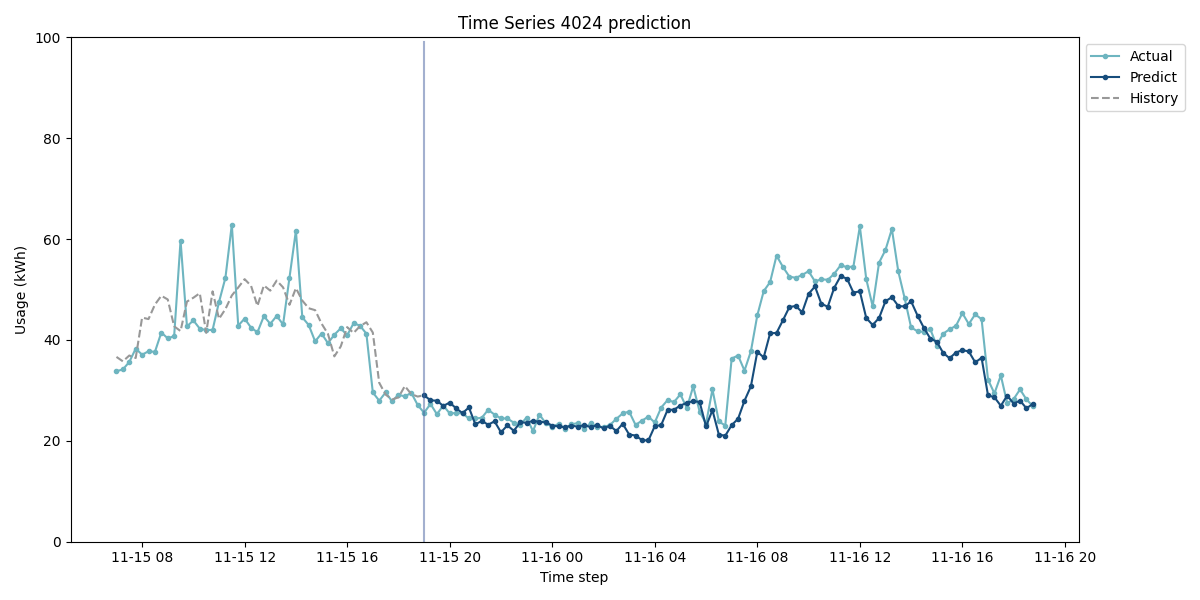 Time Series 4024 prediction
100
80
60
40
20
0
Usage (kWh)
11-15 08
11-15 12
11-15 16
11-15 20
11-16 00
11-16 04
11-16 08
11-16 12
11-16 16
11-16 20
Time step
Actual
Predict
History